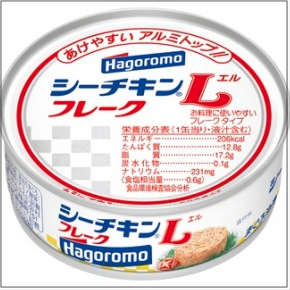 あけやすい アルミトップ!!
Hagoromo
シーチキンL エル
フレーク
お料理に使いやすい
フレークタイプ
栄養成分表(1缶当り・液汁含む)
エネルギー 206kcal
たんぱく質 12.8g
脂質 17.2g
炭水化物 0.1g
ナトリウム 231mg
(食塩相当量 0.6g)
食品環境検査協会分析
シーチキンL エル
フレーク
Hagoromo